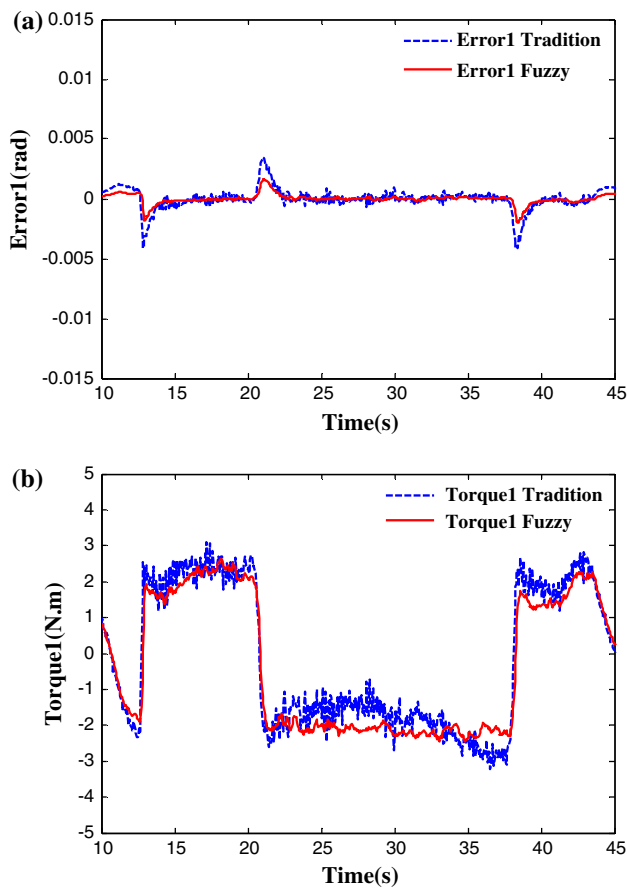 (a)
0.015
0.01
0.005
0
-0.005
-0.01
-0.015
Error1(rad)
Error1 Tradition
Error1 Fuzzy
10 15 20 25 30 35 40 45
Time(s)
(b)
5
4
3
2
1
0
-1
-2
-3
-4
-5
Torque1(N.m)
Torque1 Tradition
Torque1 Fuzzy
10 15 20 25 30 35 40 45
Time(s)